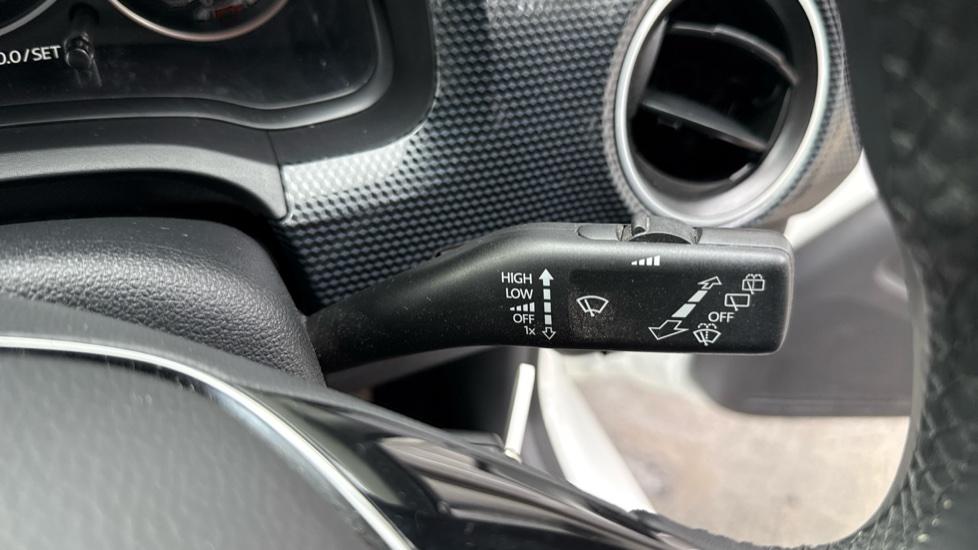 0.0/SET
HIGH
LOW
OFF
1x
OFF